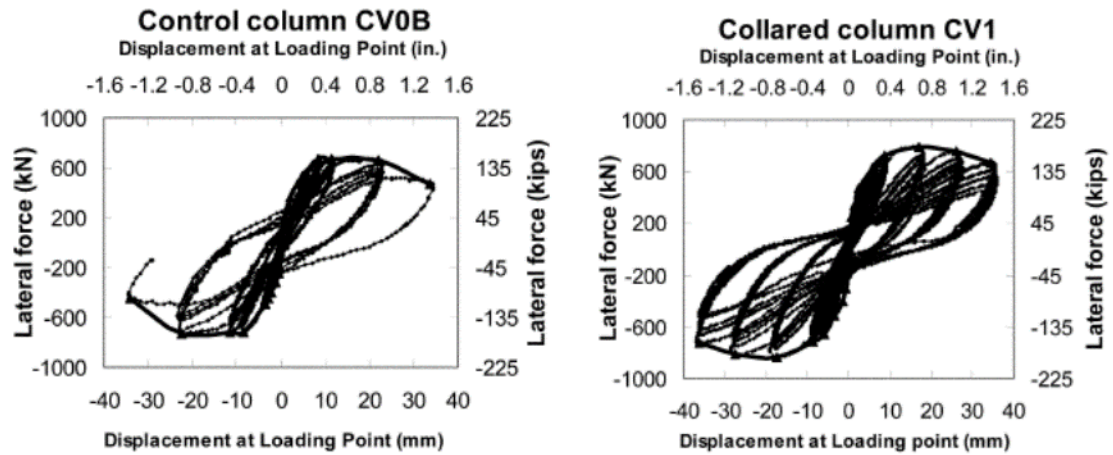 Control column CV0B
Displacement at Loading Point (in.)
-1.6 -1.2 -0.8 -0.4 0 0.4 0.8 1.2 1.6
Lateral force (kN)
1000
600
200
-200
-600
-1000
225
135
45
-45
-135
-225
Lateral force (kips)
-40 -30 -20 -10 0 10 20 30 40
Displacement at Loading Point (mm)
Collared column CV1
Displacement at Loading Point (in.)
-1.6 -1.2 -0.8 -0.4 0 0.4 0.8 1.2 1.6
Lateral force (kN)
1000
600
200
-200
-600
-1000
225
135
45
-45
-135
-225
Lateral force (kips)
-40 -30 -20 -10 0 10 20 30 40
Displacement at Loading point (mm)